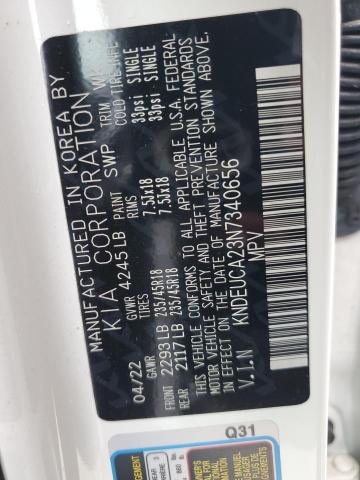 MANUFACTURED IN KOREA BY
KIA CORPORATION
04/22 GVWR 4245LB PAINT SWP TRIM
GAWR TIRES RIMS COLD TIRE INFL
FRONT 2293LB 235/45R18 7.5Jx18 33psi SINGLE
REAR 2117LB 235/45R18 7.5Jx18 33psi SINGLE
THIS VEHICLE CONFORMS TO ALL APPLICABLE U.S.A. FEDERAL
MOTOR VEHICLE SAFETY AND THEFT PREVENTION STANDARDS
IN EFFECT ON THE DATE OF MANUFACTURE SHOWN ABOVE.
V.I.N KNDEUCA23N7340656
MPV
Q31